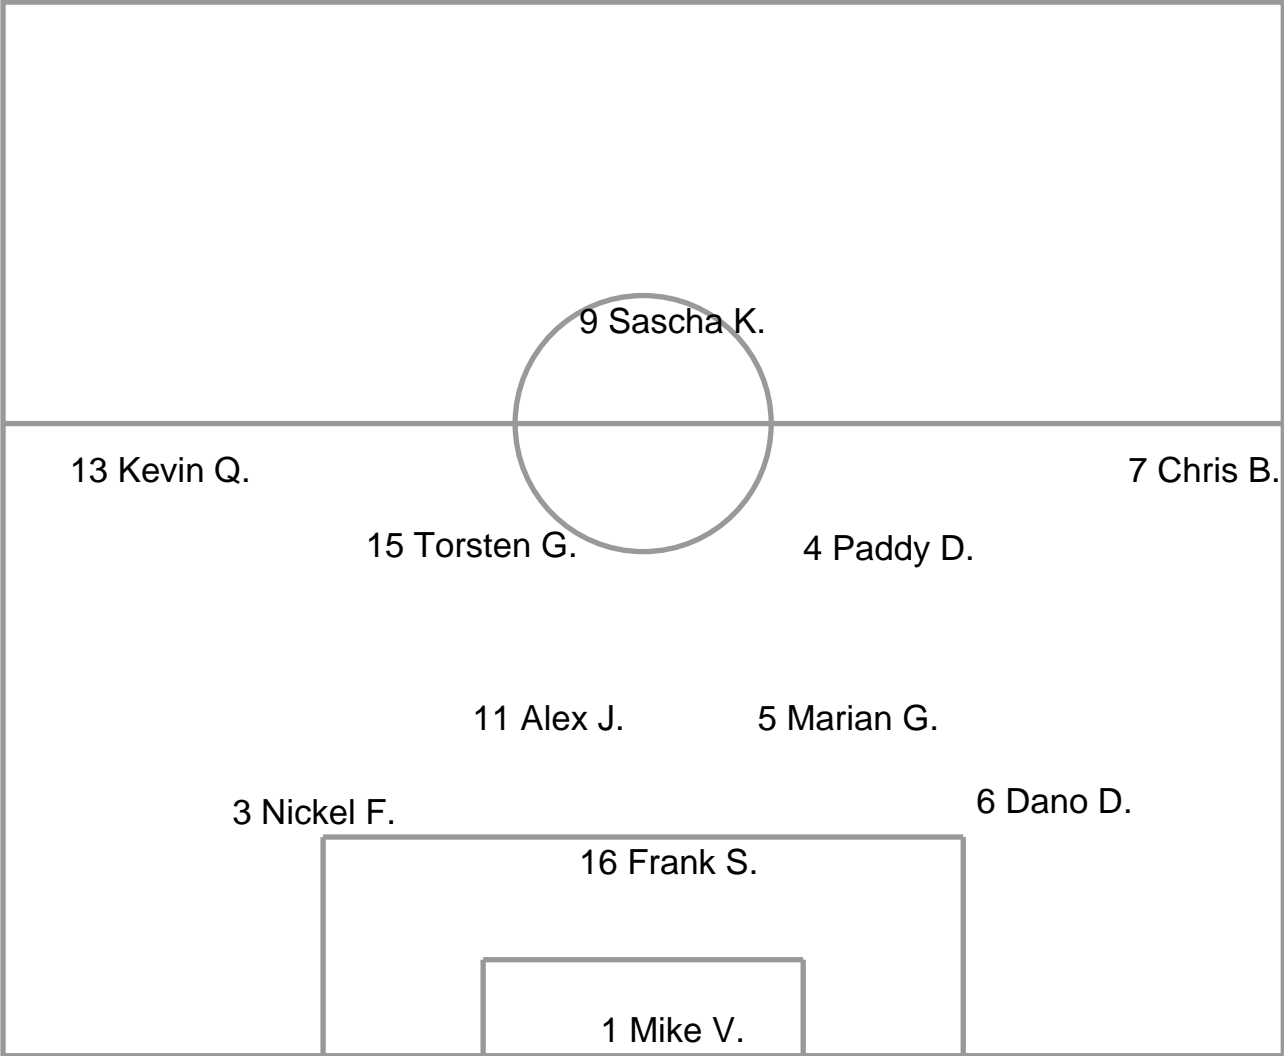 9 Sascha K.
13 Kevin Q.
7 Chris B.
15 Torsten G.
4 Paddy D.
11 Alex J.
5 Marian G.
3 Nickel F.
6 Dano D.
16 Frank S.
1 Mike V.